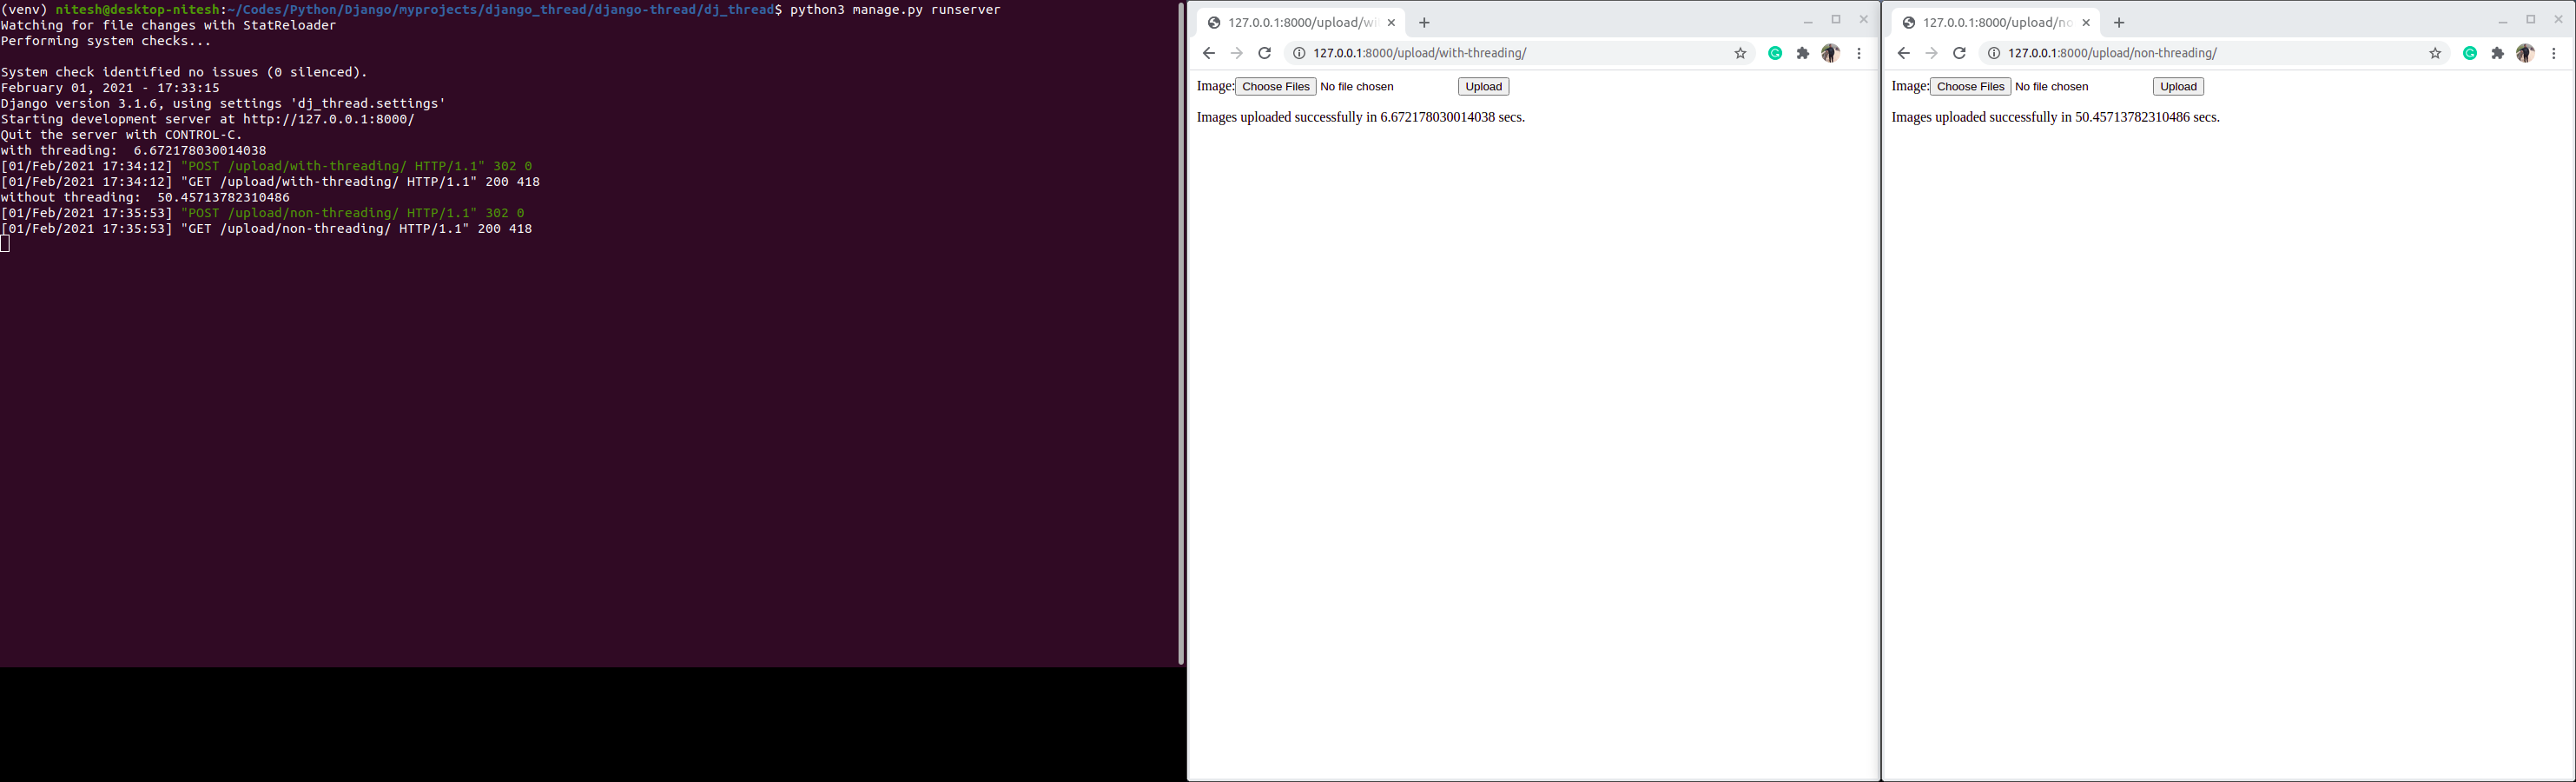 (venv) nitesh@desktop-nitesh:~/Codes/Python/Django/myprojects/django_thread/django-thread/dj_thread$ python3 manage.py runserver
Watching for file changes with StatReloader
Performing system checks...
System check identified no issues (0 silenced).
February 01, 2021 - 17:33:15
Django version 3.1.6, using settings 'dj_thread.settings'
Starting development server at http://127.0.0.1:8000/
Quit the server with CONTROL-C.
with threading:  6.672178030014038
[01/Feb/2021 17:34:12] "POST /upload/with-threading/ HTTP/1.1" 302 0
[01/Feb/2021 17:34:12] "GET /upload/with-threading/ HTTP/1.1" 200 418
without threading:  50.45713782310486
[01/Feb/2021 17:35:53] "POST /upload/non-threading/ HTTP/1.1" 302 0
[01/Feb/2021 17:35:53] "GET /upload/non-threading/ HTTP/1.1" 200 418
127.0.0.1:8000/upload/wi
127.0.0.1:8000/upload/with-threading/
Image: Choose Files No file chosen Upload
Images uploaded successfully in 6.672178030014038 secs.
127.0.0.1:8000/upload/no
127.0.0.1:8000/upload/non-threading/
Image: Choose Files No file chosen Upload
Images uploaded successfully in 50.45713782310486 secs.